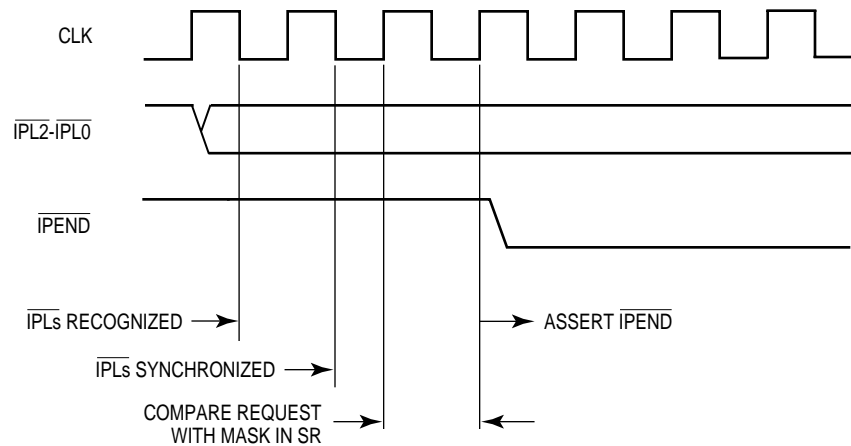 CLK
IPL2-IPL0
IPEND
IPLs RECOGNIZED
ASSERT IPEND
IPLs SYNCHRONIZED
COMPARE REQUEST
WITH MASK IN SR